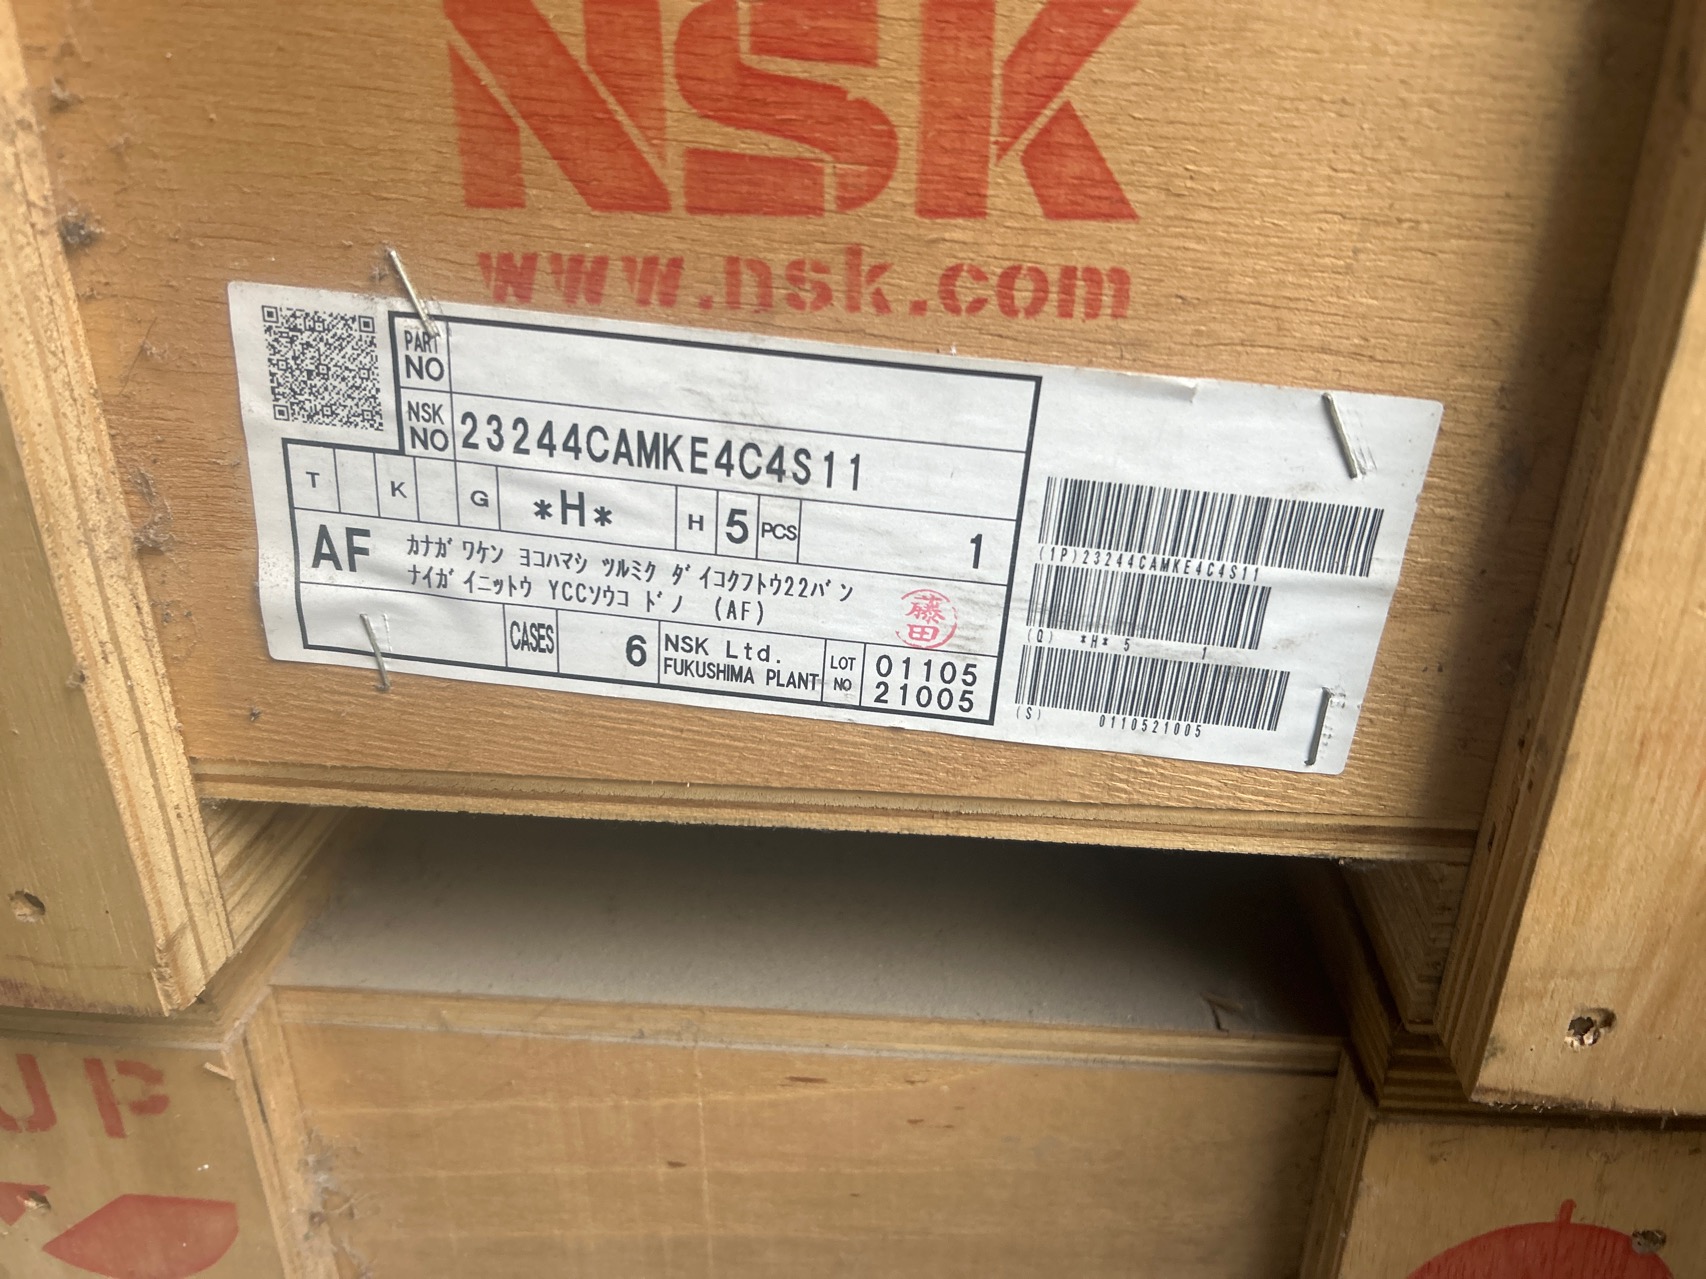 NSK
www.nsk.com
PART NO
NSK NO 23244CAMKE4C4S11
T K G *H* H 5 PCS 1
AF カナガワケン ヨコハマシ ツルミク ダイコクフトウ22バン
ナイガイニットウ YCCソウコ ドノ (AF)
藤田
CASES 6 NSK Ltd.
FUKUSHIMA PLANT
LOT NO 01105
21005
(1P)23244CAMKE4C4S11
(Q) *H* 5 1
(S) 0110521005
UP